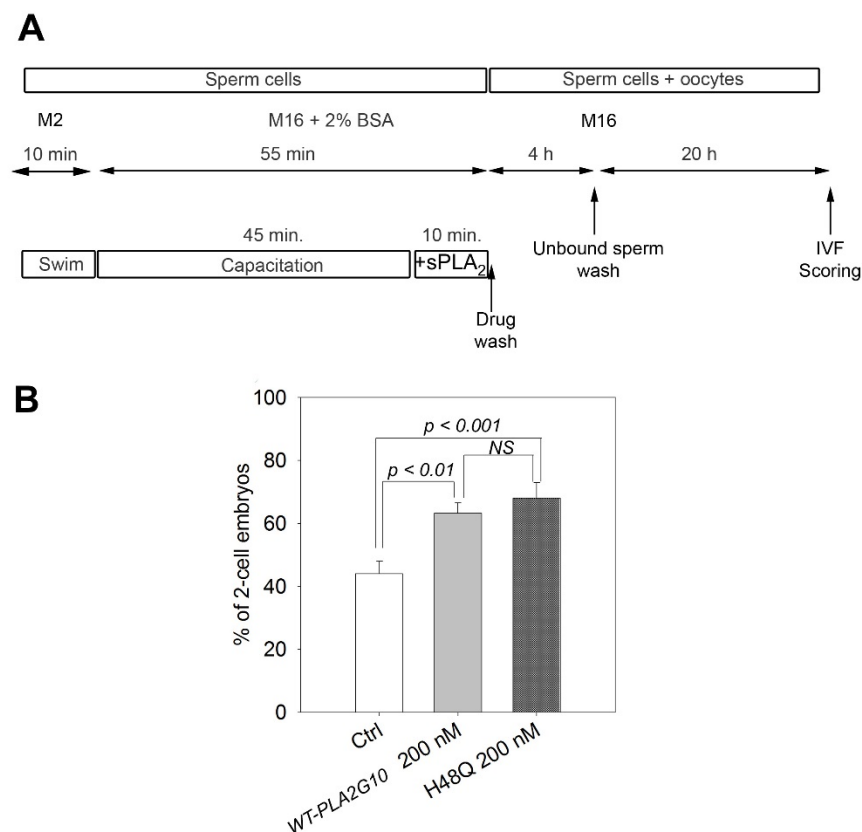 A
Sperm cells
Sperm cells + oocytes
M2
M16 + 2% BSA
M16
10 min
55 min
4 h
20 h
45 min.
10 min.
Swim
Capacitation
+sPLA₂
Unbound sperm
wash
IVF
Scoring
Drug
wash
B
100
80
60
40
20
0
% of 2-cell embryos
p < 0.001
NS
p < 0.01
Ctrl
WT-PLA2G10 200 nM
H48Q 200 nM